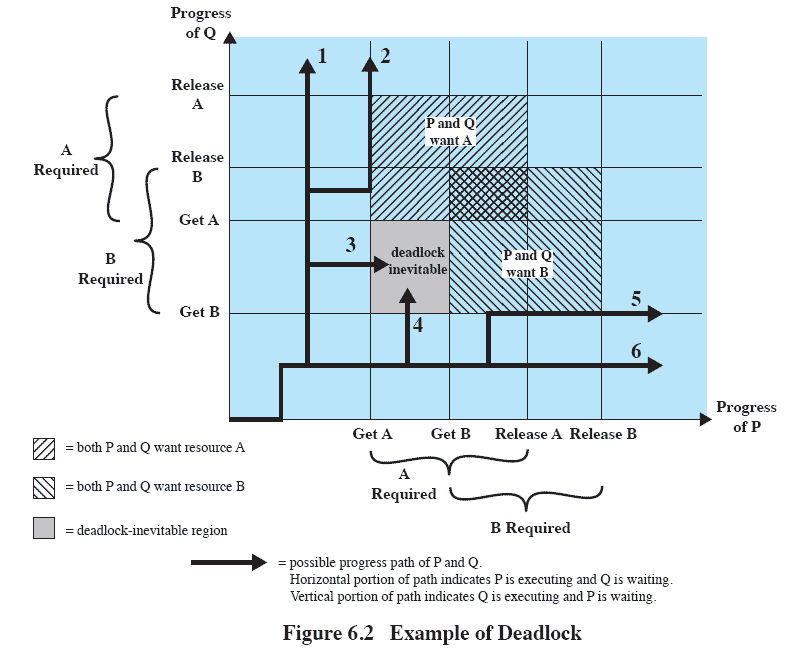 Progress
of Q
1
2
Release
A
P and Q
want A
A
Required
Release
B
Get A
3
deadlock
inevitable
P and Q
want B
B
Required
Get B
4
5
6
Progress
of P
Get A
Get B
Release A
Release B
= both P and Q want resource A
A
Required
= both P and Q want resource B
B Required
= deadlock-inevitable region
= possible progress path of P and Q.
Horizontal portion of path indicates P is executing and Q is waiting.
Vertical portion of path indicates Q is executing and P is waiting.
Figure 6.2 Example of Deadlock